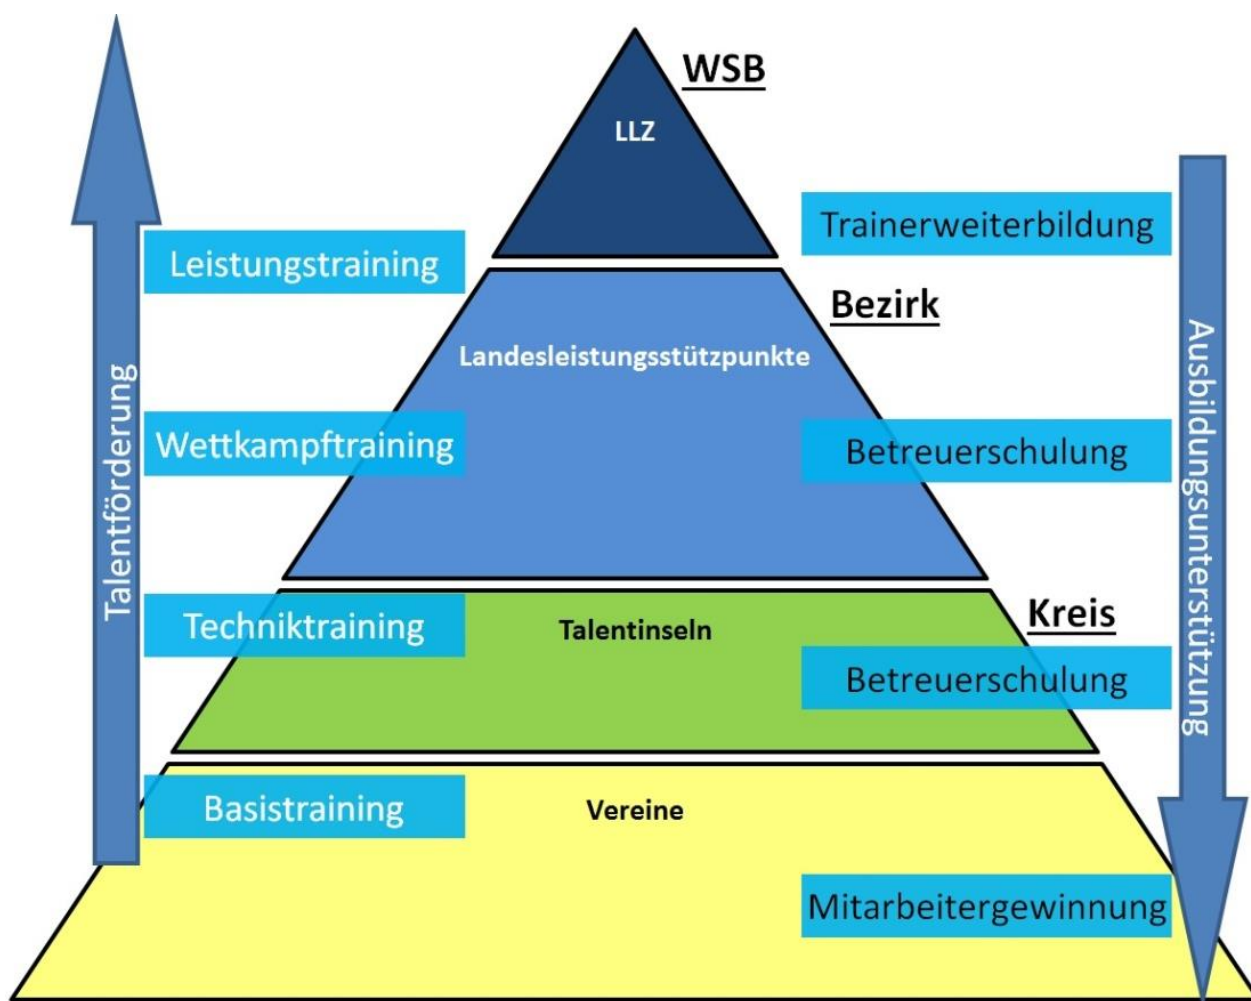 WSB
LLZ
Trainerweiterbildung
Leistungstraining
Bezirk
Landesleistungsstützpunkte
Talentförderung
Ausbildungsunterstützung
Wettkampftraining
Betreuerschulung
Techniktraining
Talentinseln
Kreis
Betreuerschulung
Basistraining
Vereine
Mitarbeitergewinnung